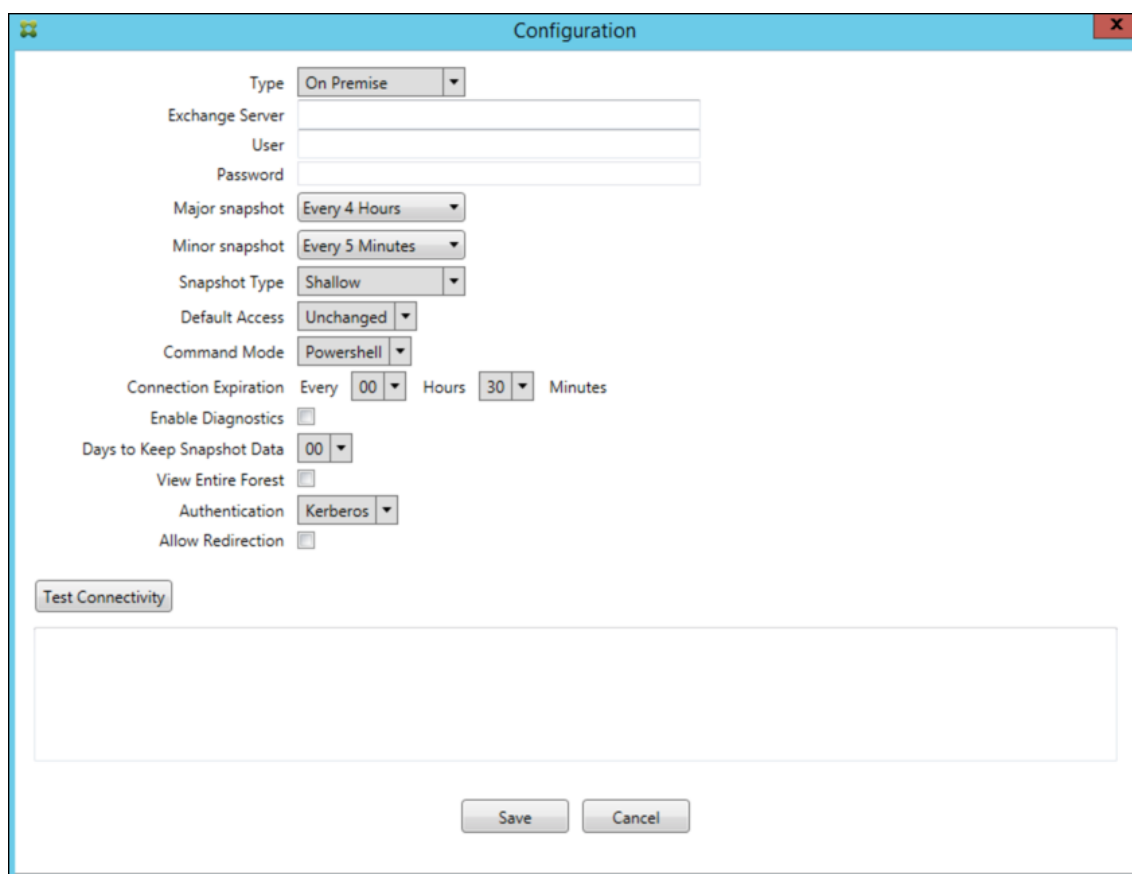 Configuration
x
Type On Premise
Exchange Server
User
Password
Major snapshot Every 4 Hours
Minor snapshot Every 5 Minutes
Snapshot Type Shallow
Default Access Unchanged
Command Mode Powershell
Connection Expiration Every 00 Hours 30 Minutes
Enable Diagnostics
Days to Keep Snapshot Data 00
View Entire Forest
Authentication Kerberos
Allow Redirection
Test Connectivity
Save Cancel